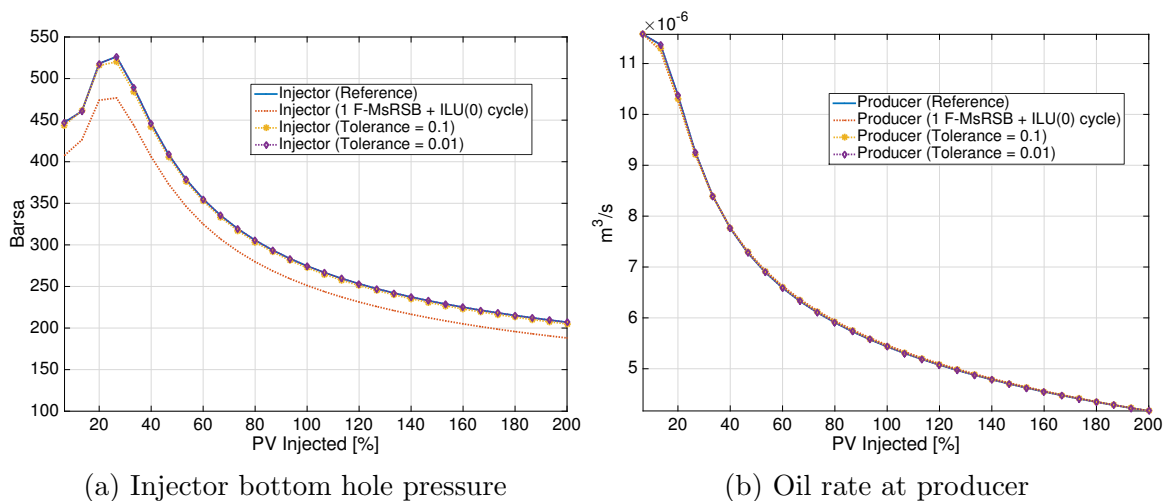 550
500
450
400
350
300
250
200
150
100
Barsa
20 40 60 80 100 120 140 160 180 200
PV Injected [%]
Injector (Reference)
Injector (1 F-MsRSB + ILU(0) cycle)
Injector (Tolerance = 0.1)
Injector (Tolerance = 0.01)
(a) Injector bottom hole pressure
×10-6
11
10
9
8
7
6
5
m3/s
20 40 60 80 100 120 140 160 180 200
PV Injected [%]
Producer (Reference)
Producer (1 F-MsRSB + ILU(0) cycle)
Producer (Tolerance = 0.1)
Producer (Tolerance = 0.01)
(b) Oil rate at producer